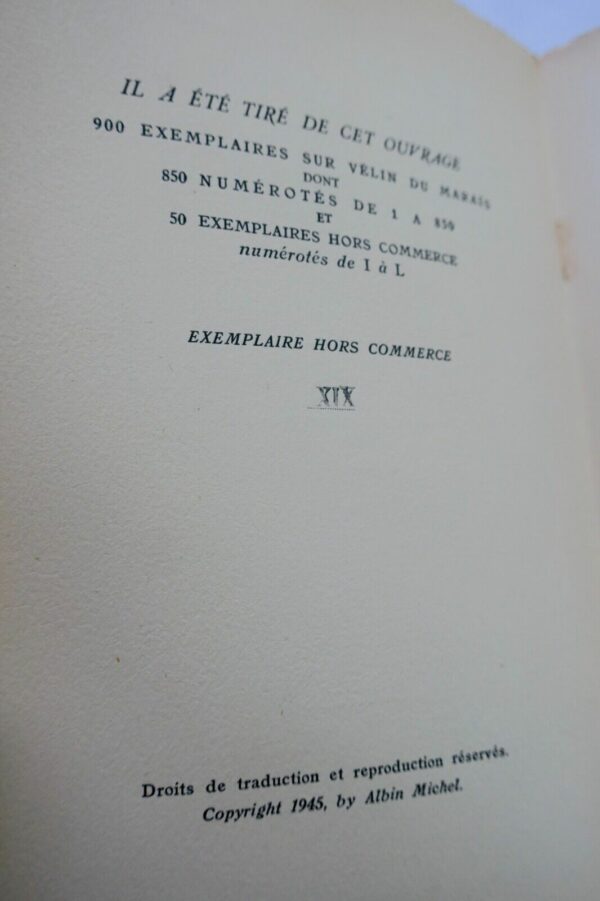 IL A ÉTÉ TIRÉ DE CET OUVRAGE
900 EXEMPLAIRES SUR VÉLIN DU MARAIS
DONT
850 NUMÉROTÉS DE 1 A 850
ET
50 EXEMPLAIRES HORS COMMERCE
numérotés de I à L
EXEMPLAIRE HORS COMMERCE
XIX
Droits de traduction et reproduction réservés.
Copyright 1945, by Albin Michel.